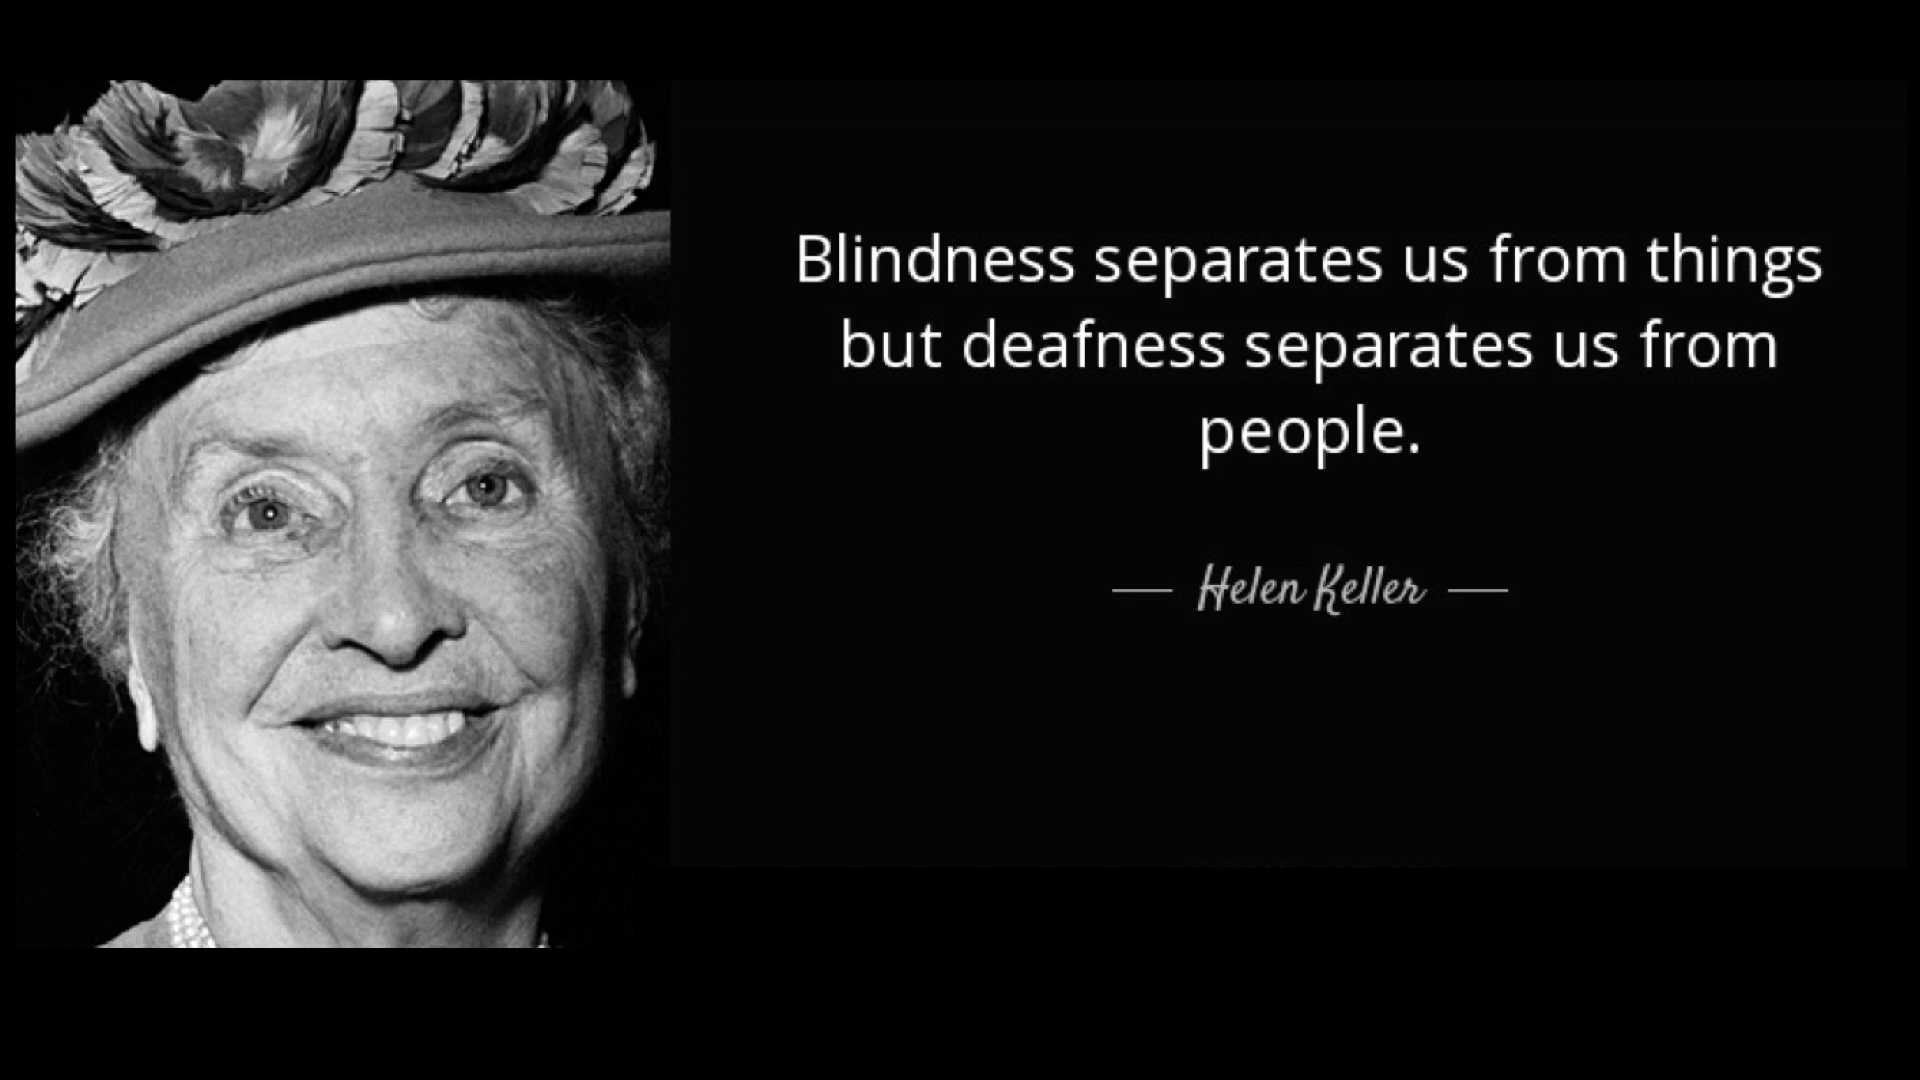 Blindness separates us from things
but deafness separates us from
people.
Helen Keller